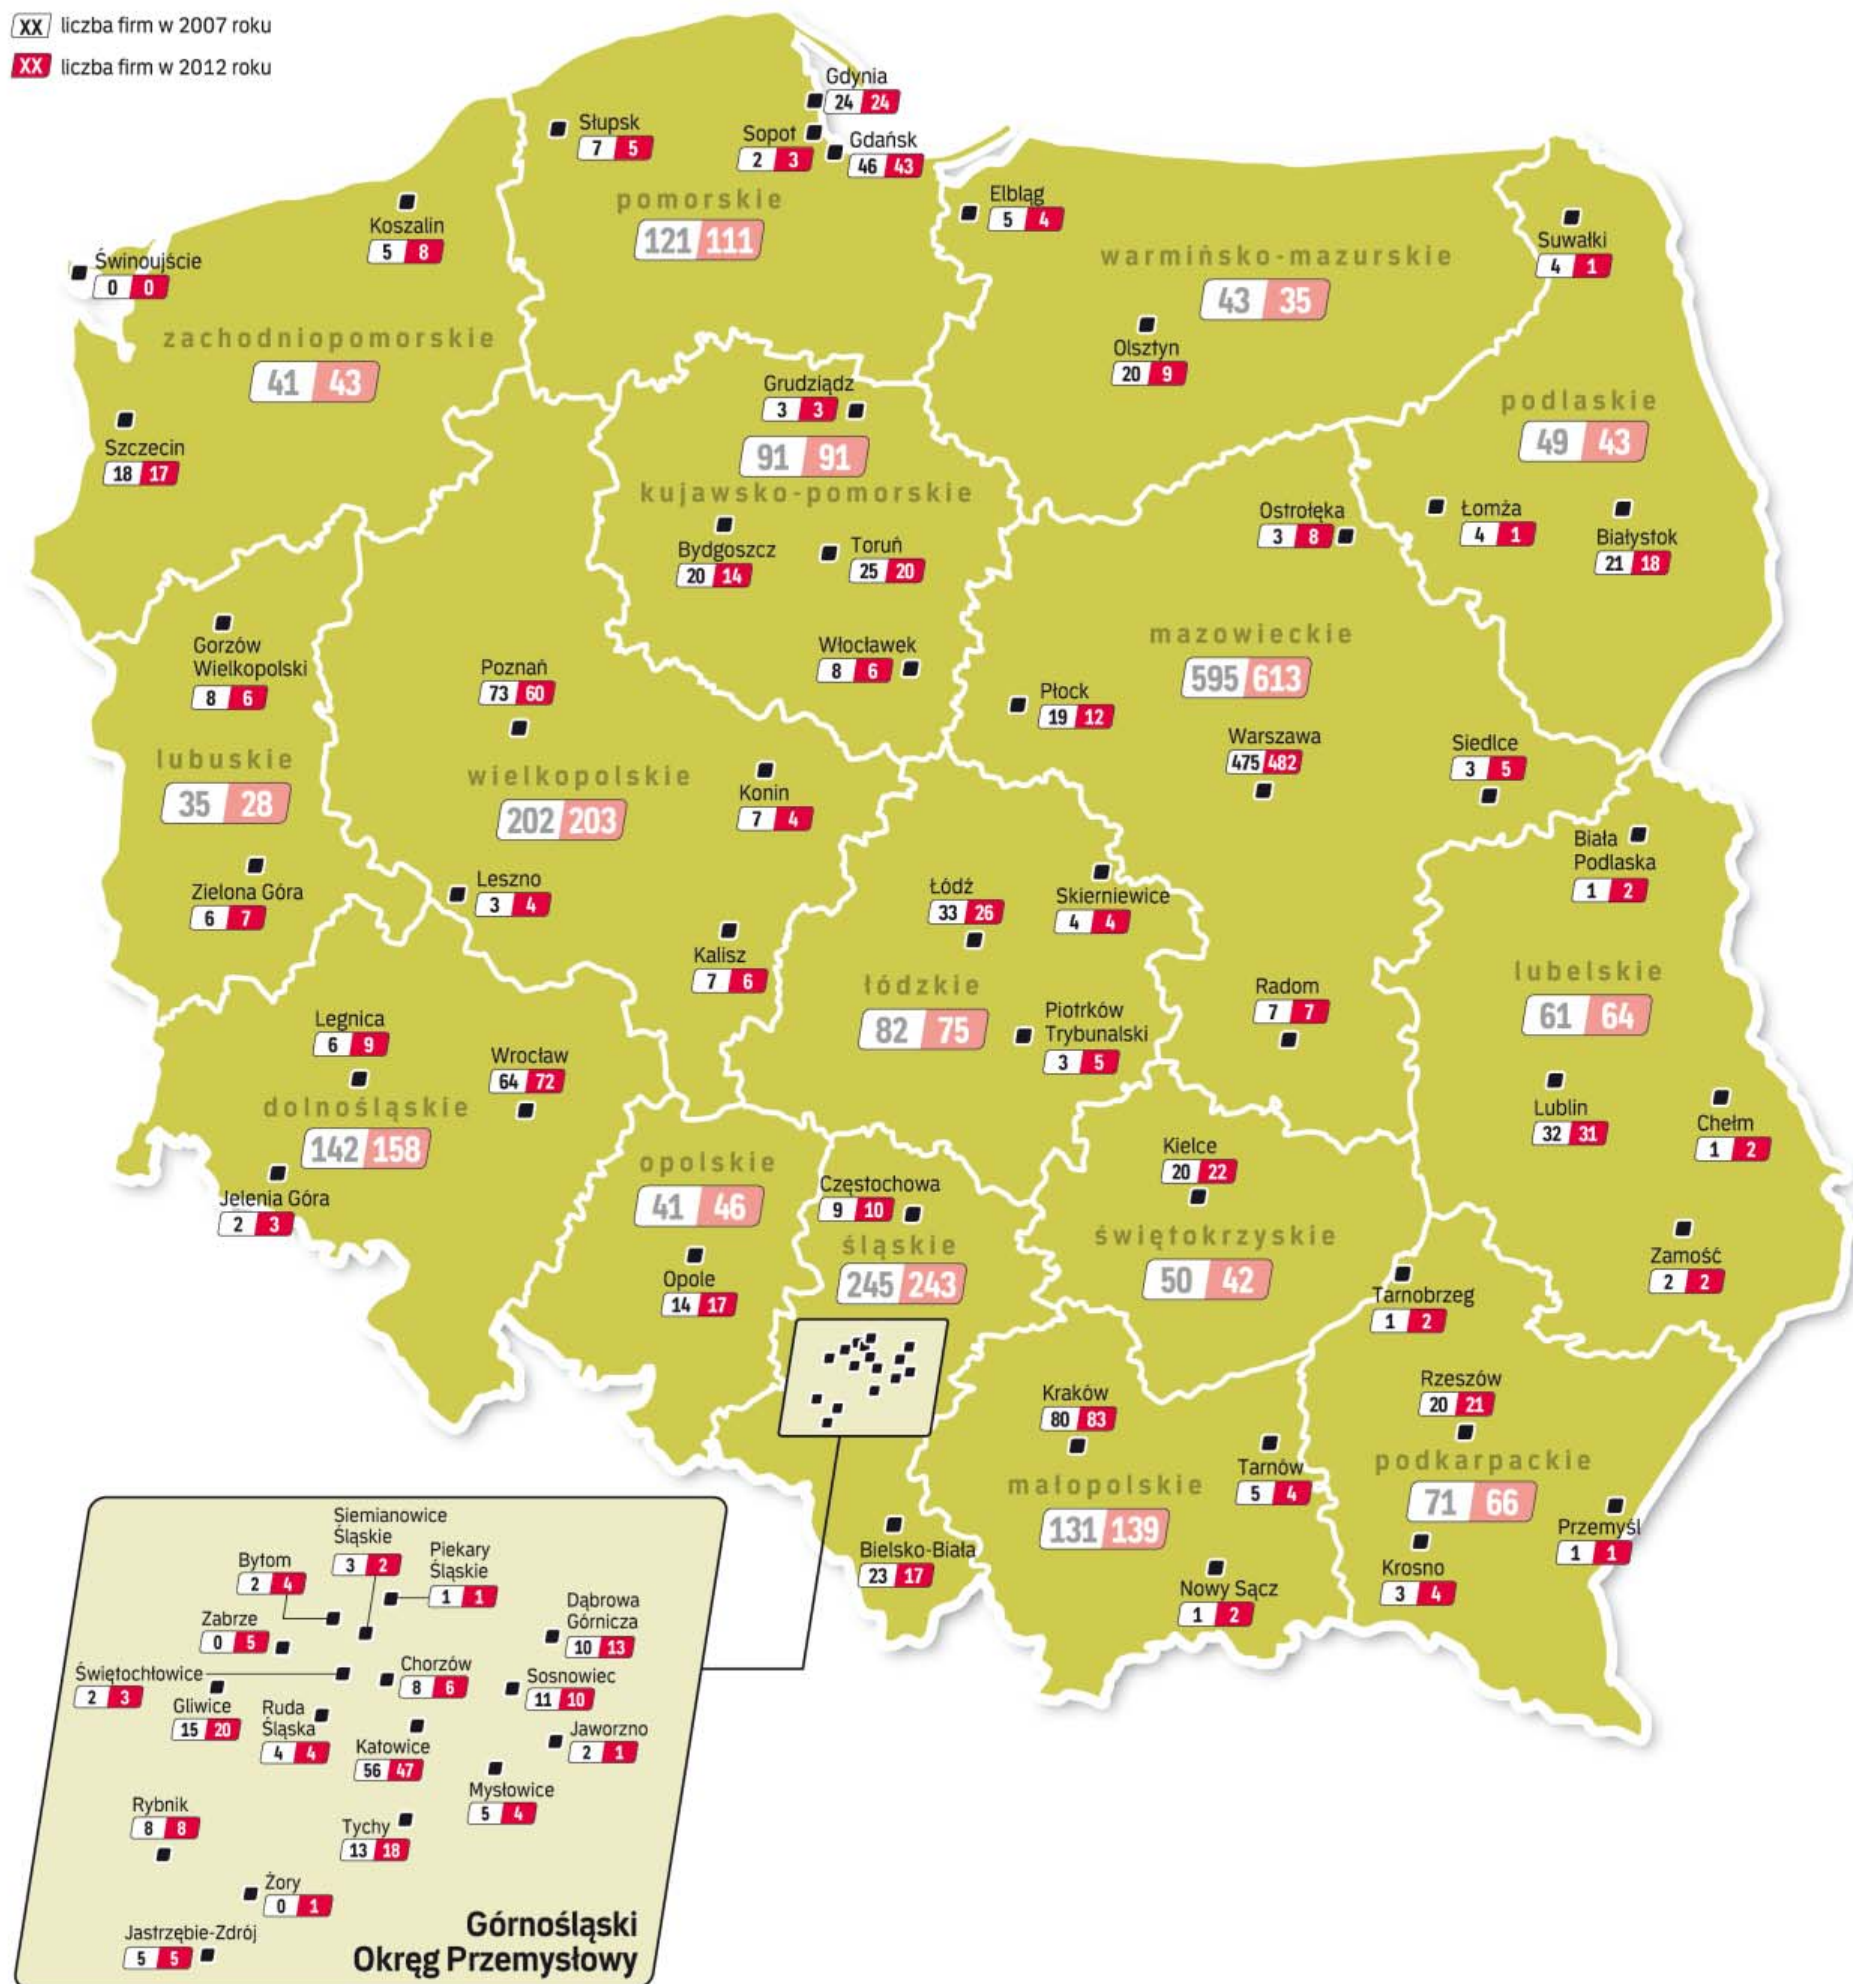 XX liczba firm w 2007 roku
XX liczba firm w 2012 roku
Gdynia
24 24
Słupsk
7 5
Sopot
2 3
Gdańsk
46 43
pomorskie
121 111
Koszalin
5 8
Świnoujście
0 0
zachodniopomorskie
41 43
Szczecin
18 17
Elbląg
5 4
warmińsko-mazurskie
43 35
Olsztyn
20 9
Suwałki
4 1
podlaskie
49 43
Łomża
4 1
Białystok
21 18
Grudziądz
3 3
91 91
kujawsko-pomorskie
Bydgoszcz
20 14
Toruń
25 20
Włocławek
8 6
Ostrołęka
3 8
mazowieckie
595 613
Płock
19 12
Warszawa
475 482
Siedlce
3 5
Radom
7 7
Gorzów
Wielkopolski
8 6
lubuskie
35 28
Zielona Góra
6 7
Poznań
73 60
wielkopolskie
202 203
Konin
7 4
Leszno
3 4
Kalisz
7 6
Łódź
33 26
Skierniewice
4 4
łódzkie
82 75
Piotrków
Trybunalski
3 5
Biała
Podlaska
1 2
lubelskie
61 64
Lublin
32 31
Chełm
1 2
Zamość
2 2
Legnica
6 9
Wrocław
64 72
dolnośląskie
142 158
Jelenia Góra
2 3
opolskie
41 46
Opole
14 17
Częstochowa
9 10
śląskie
245 243
Bielsko-Biała
23 17
Kielce
20 22
świętokrzyskie
50 42
Tarnobrzeg
1 2
Rzeszów
20 21
podkarpackie
71 66
Przemyśl
1 1
Krosno
3 4
Kraków
80 83
Tarnów
5 4
małopolskie
131 139
Nowy Sącz
1 2
Siemianowice
Śląskie
3 2
Bytom
2 4
Piekary
Śląskie
1 1
Zabrze
0 5
Dąbrowa
Górnicza
10 13
Świętochłowice
2 3
Gliwice
15 20
Ruda
Śląska
4 4
Chorzów
8 6
Sosnowiec
11 10
Katowice
56 47
Jaworzno
2 1
Mysłowice
5 4
Rybnik
8 8
Tychy
13 18
Żory
0 1
Jastrzębie-Zdrój
5 5
Górnośląski
Okręg Przemysłowy